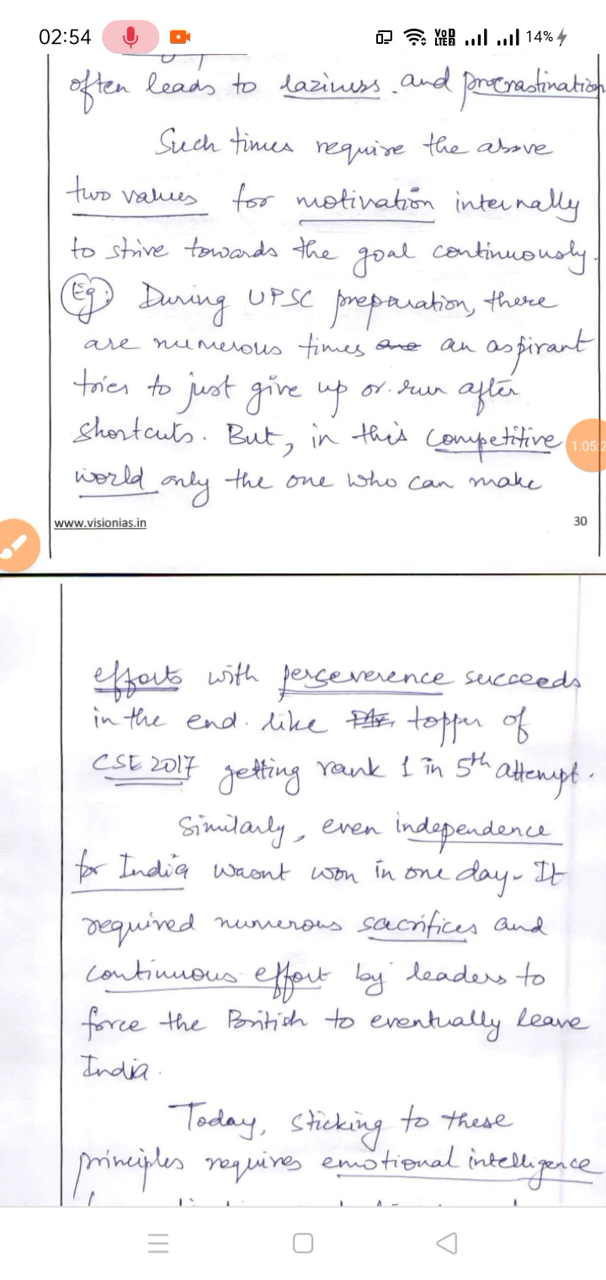 02:54
Vo) LTE2
14%
often leads to laziness and procrastination
Such times require the above
two values for motivation internally
to strive towards the goal continuously.
Eg: During UPSC preparation, there
are numerous times are an aspirant
tries to just give up or run after
shortcuts. But, in this competitive
1:05:2
world only the one who can make
www.visionias.in
30
efforts with perseverence succeeds
in the end. like topper of
CSE 2017 getting rank 1 in 5th attempt.
Similarly, even independence
for India wasnt won in one day. It
required numerous sacrifices and
continuous effort by leaders to
force the British to eventually leave
India.
Today, sticking to these
principles requires emotional intelligence